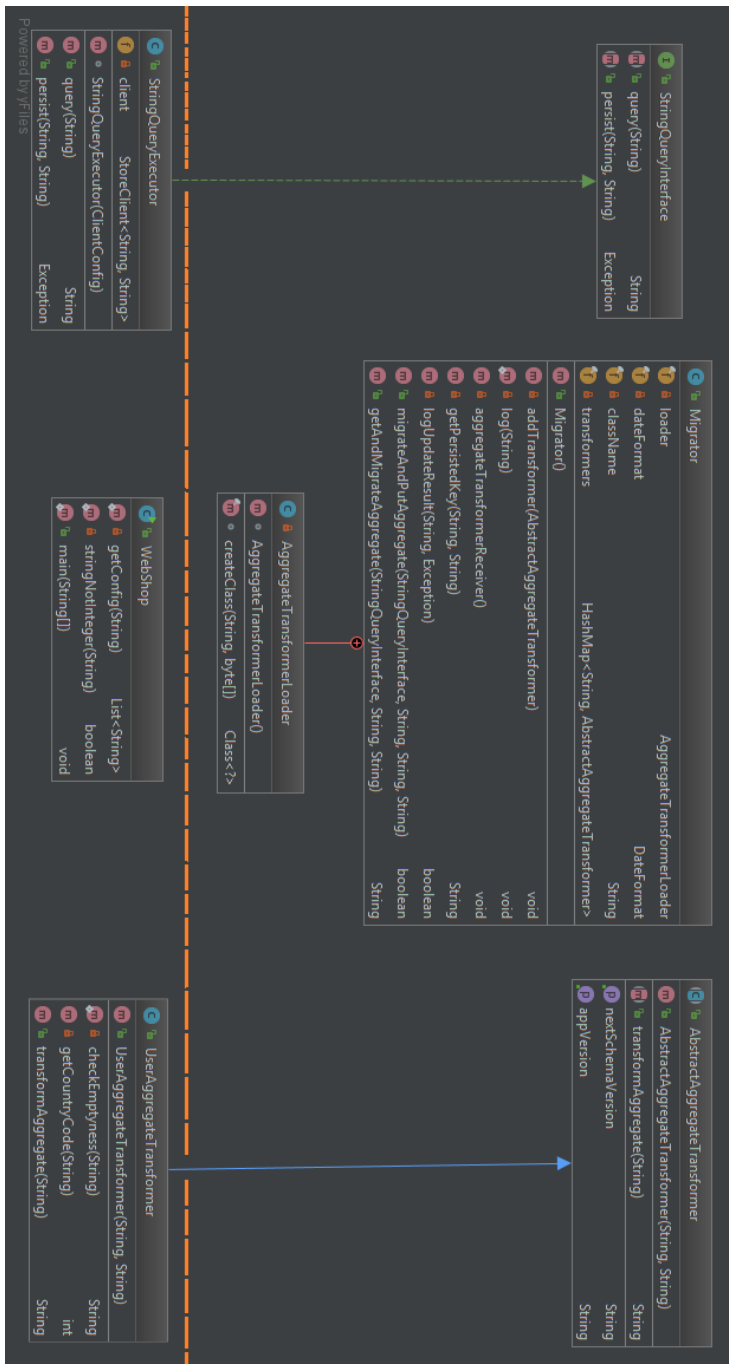 StringQueryInterface
query(String) String
persist(String, String) Exception
Migrator
loader AggregateTransformerLoader
dateFormat DateFormat
className String
transformers HashMap<String, AbstractAggregateTransformer>
Migrator()
addTransformer(AbstractAggregateTransformer) void
log(String) void
aggregateTransformerReceiver() void
getPersistedKey(String, String) String
logUpdateResult(String, Exception) boolean
migrateAndPutAggregate(StringQueryInterface, String, String, String) boolean
getAndMigrateAggregate(StringQueryInterface, String, String) String
AbstractAggregateTransformer
AbstractAggregateTransformer(String, String)
transformAggregate(String) String
nextSchemaVersion String
appVersion String
AggregateTransformerLoader
AggregateTransformerLoader()
createClass(String, byte[]) Class<?>
StringQueryExecutor
client StoreClient<String, String>
StringQueryExecutor(ClientConfig)
query(String) String
persist(String, String) Exception
WebShop
getConfig(String) List<String>
stringNotInteger(String) boolean
main(String[]) void
UserAggregateTransformer
UserAggregateTransformer(String, String)
checkEmptyness(String) String
getCountryCode(String) int
transformAggregate(String) String
Powered by yFiles